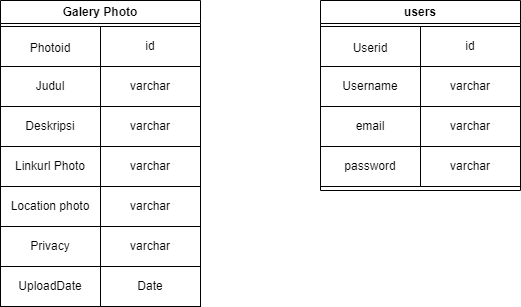 Galery Photo
Photoid id
Judul varchar
Deskripsi varchar
Linkurl Photo varchar
Location photo varchar
Privacy varchar
UploadDate Date
users
Userid id
Username varchar
email varchar
password varchar